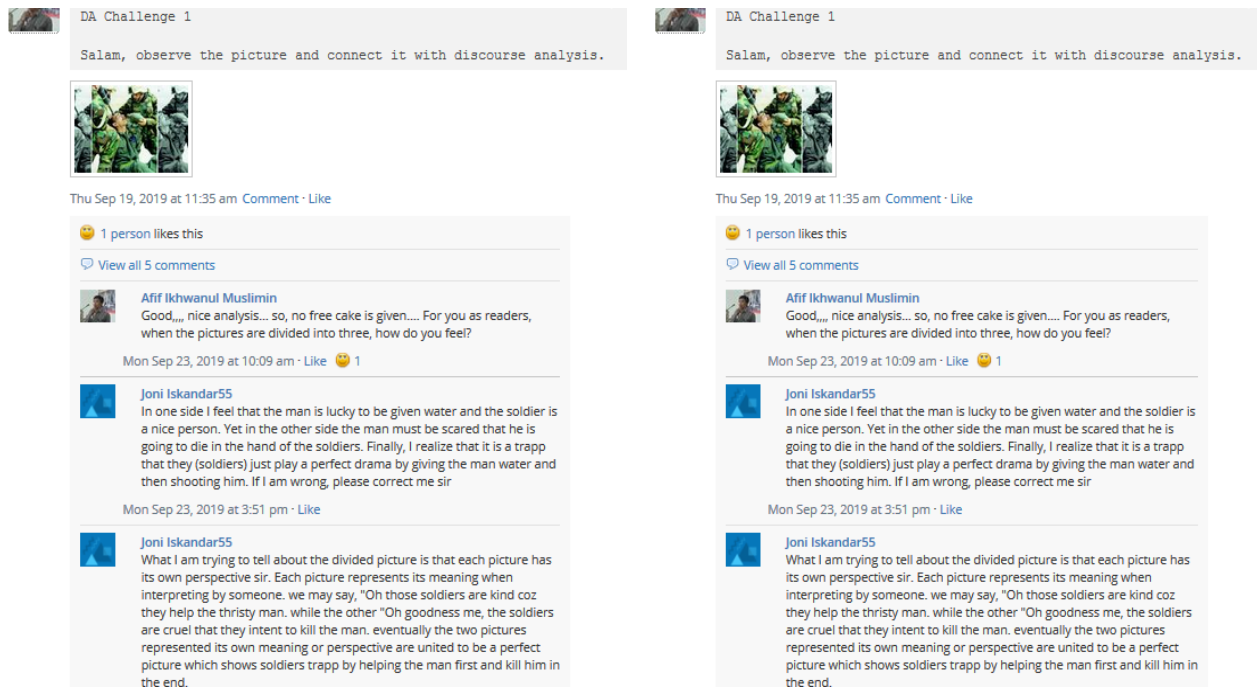 DA Challenge 1
Salam, observe the picture and connect it with discourse analysis.
Thu Sep 19, 2019 at 11:35 am Comment · Like
1 person likes this
View all 5 comments
Afif Ikhwanul Muslimin
Good,,,, nice analysis... so, no free cake is given.... For you as readers,
when the pictures are divided into three, how do you feel?
Mon Sep 23, 2019 at 10:09 am · Like 1
Joni Iskandar55
In one side I feel that the man is lucky to be given water and the soldier is
a nice person. Yet in the other side the man must be scared that he is
going to die in the hand of the soldiers. Finally, I realize that it is a trapp
that they (soldiers) just play a perfect drama by giving the man water and
then shooting him. If I am wrong, please correct me sir
Mon Sep 23, 2019 at 3:51 pm · Like
Joni Iskandar55
What I am trying to tell about the divided picture is that each picture has
its own perspective sir. Each picture represents its meaning when
interpreting by someone. we may say, "Oh those soldiers are kind coz
they help the thristy man. while the other "Oh goodness me, the soldiers
are cruel that they intent to kill the man. eventually the two pictures
represented its own meaning or perspective are united to be a perfect
picture which shows soldiers trapp by helping the man first and kill him in
the end.
DA Challenge 1
Salam, observe the picture and connect it with discourse analysis.
Thu Sep 19, 2019 at 11:35 am Comment · Like
1 person likes this
View all 5 comments
Afif Ikhwanul Muslimin
Good,,,, nice analysis... so, no free cake is given.... For you as readers,
when the pictures are divided into three, how do you feel?
Mon Sep 23, 2019 at 10:09 am · Like 1
Joni Iskandar55
In one side I feel that the man is lucky to be given water and the soldier is
a nice person. Yet in the other side the man must be scared that he is
going to die in the hand of the soldiers. Finally, I realize that it is a trapp
that they (soldiers) just play a perfect drama by giving the man water and
then shooting him. If I am wrong, please correct me sir
Mon Sep 23, 2019 at 3:51 pm · Like
Joni Iskandar55
What I am trying to tell about the divided picture is that each picture has
its own perspective sir. Each picture represents its meaning when
interpreting by someone. we may say, "Oh those soldiers are kind coz
they help the thristy man. while the other "Oh goodness me, the soldiers
are cruel that they intent to kill the man. eventually the two pictures
represented its own meaning or perspective are united to be a perfect
picture which shows soldiers trapp by helping the man first and kill him in
the end.